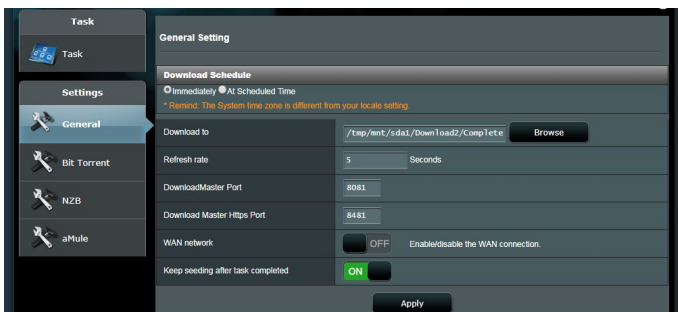 Task
Task
Settings
General
Bit Torrent
NZB
aMule
General Setting
Download Schedule
Immediately At Scheduled Time
* Remind: The System time zone is different from your locale setting.
Download to /tmp/mnt/sda1/Download2/Complete Browse
Refresh rate 5 Seconds
DownloadMaster Port 8081
Download Master Https Port 8481
WAN network OFF Enable/disable the WAN connection.
Keep seeding after task completed ON
Apply